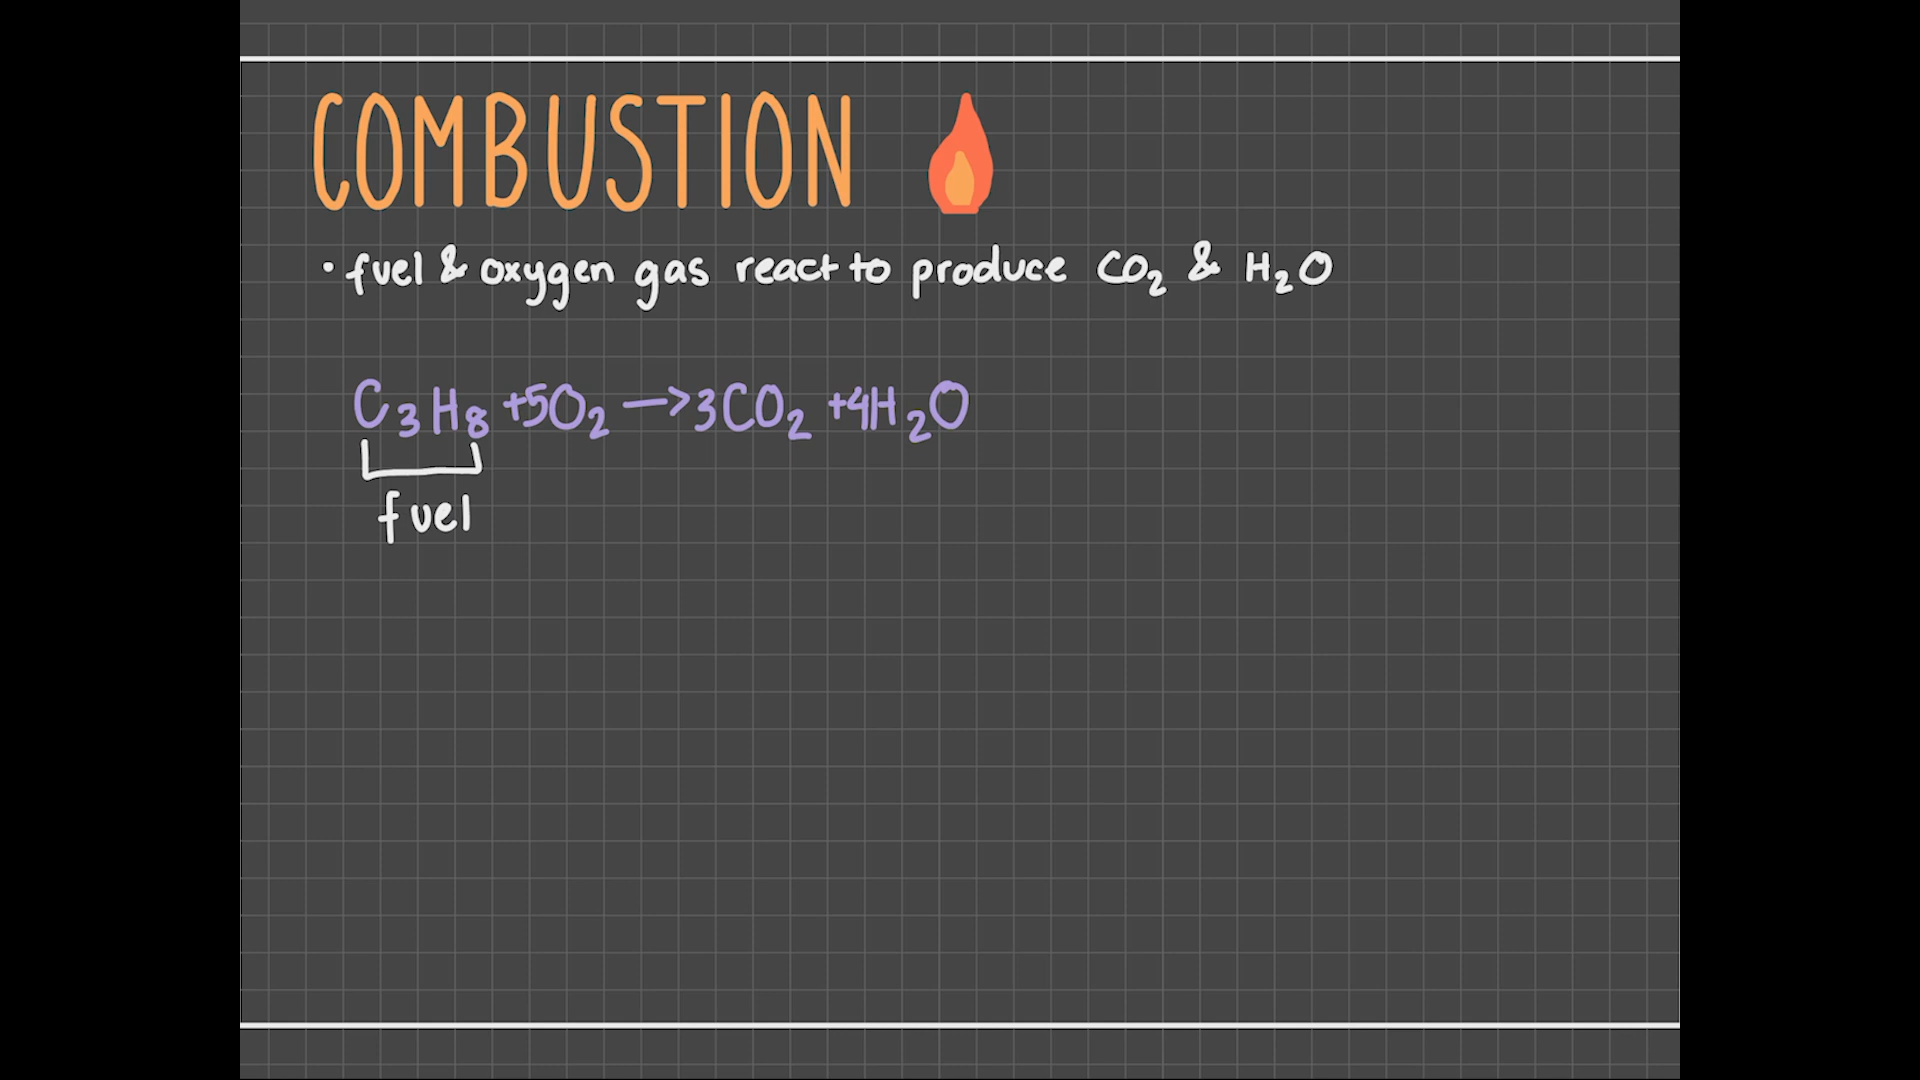 COMBUSTION
• fuel & oxygen gas react to produce CO₂ & H₂O
C₃H₈ +5O₂ —>3CO₂ +4H₂O
fuel